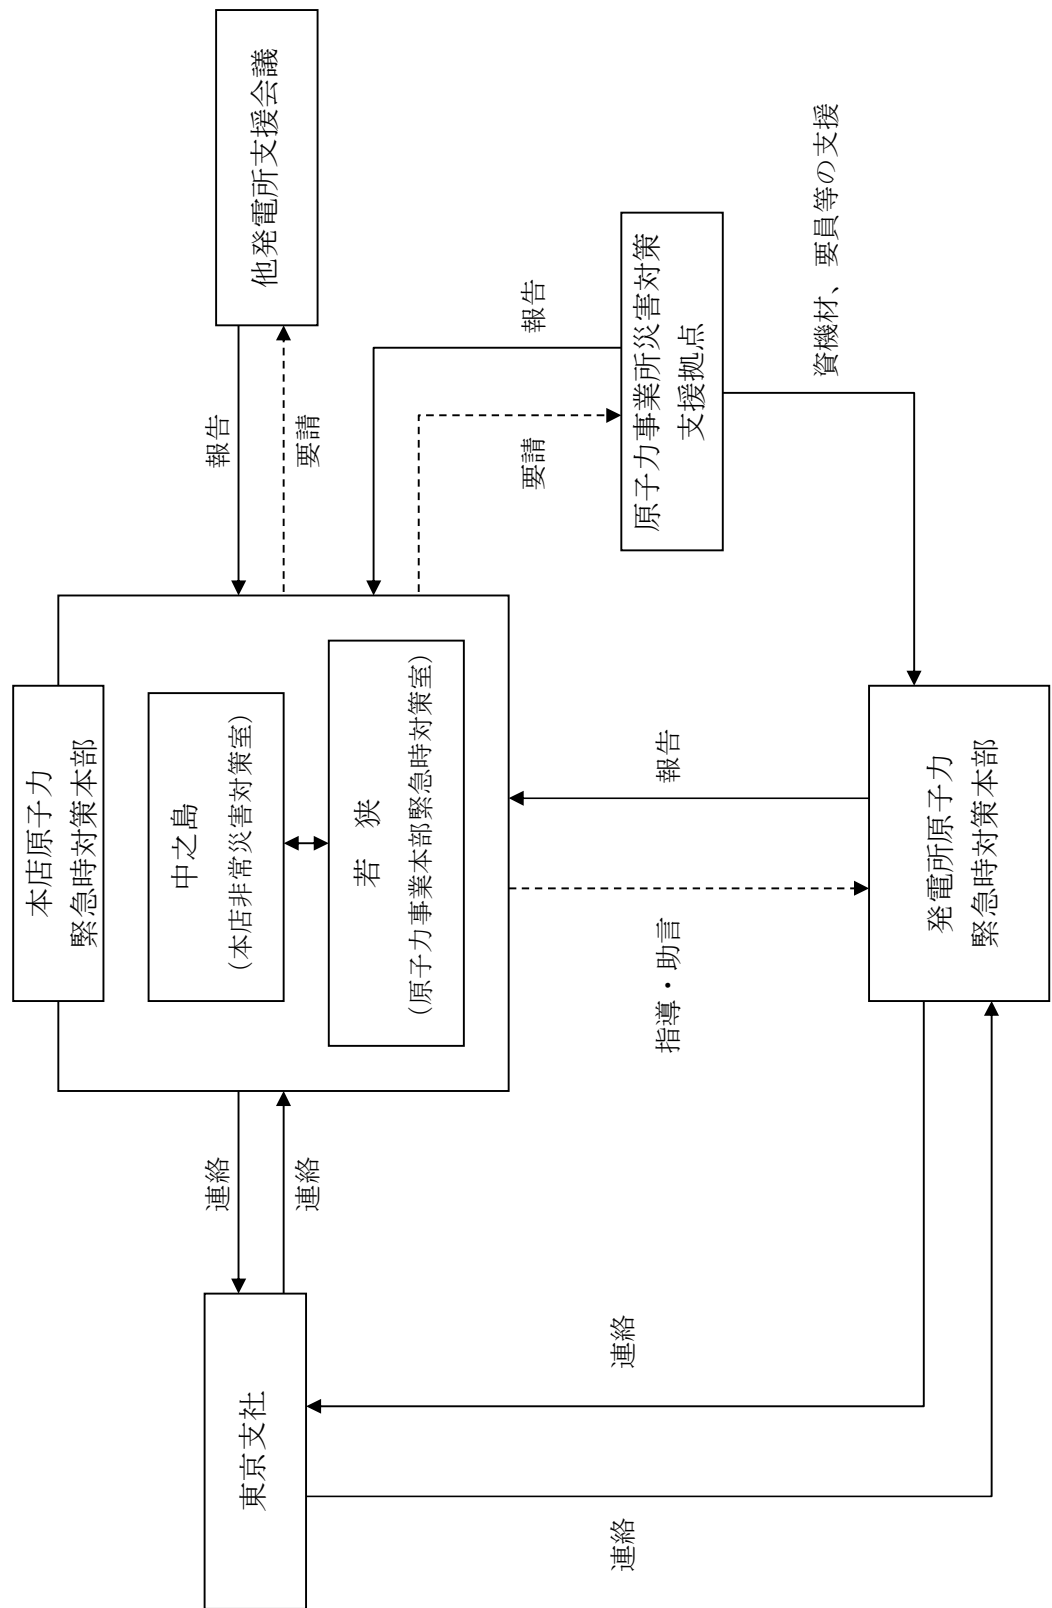 本店原子力
緊急時対策本部
中之島
(本店非常災害対策室)
若　狭
(原子力事業本部緊急時対策室)
東京支社
連絡
連絡
報告
要請
他発電所支援会議
報告
要請
原子力事業所災害対策
支援拠点
資機材、要員等の支援
指導・助言
報告
連絡
連絡
発電所原子力
緊急時対策本部